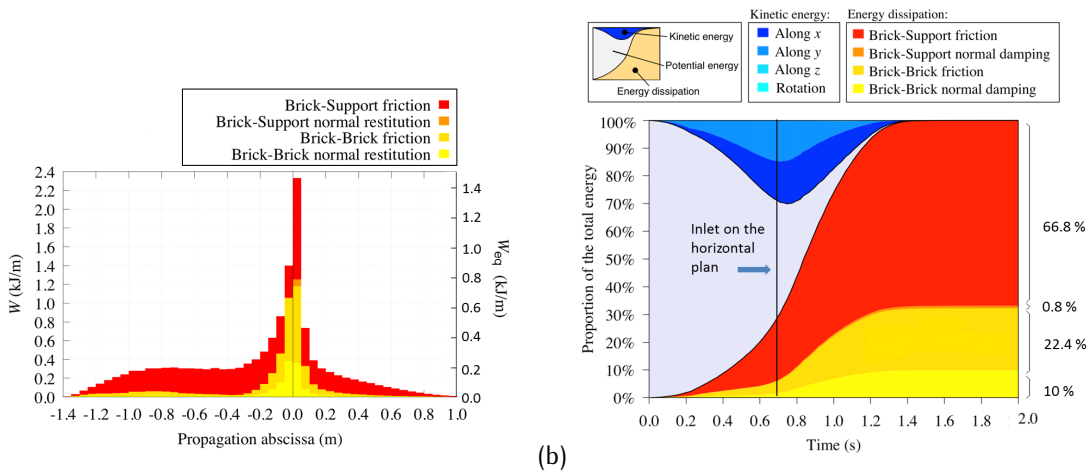 Brick-Support friction
Brick-Support normal restitution
Brick-Brick friction
Brick-Brick normal restitution
2.4
2.2
2.0
1.8
1.6
1.4
1.2
1.0
0.8
0.6
0.4
0.2
0.0
W (kJ/m)
1.4
1.2
1.0
0.8
0.6
0.4
0.2
0.0
Weq (kJ/m)
-1.4 -1.2 -1.0 -0.8 -0.6 -0.4 -0.2 0.0 0.2 0.4 0.6 0.8 1.0
Propagation abscissa (m)
(b)
Kinetic energy
Potential energy
Energy dissipation
Kinetic energy:
Along x
Along y
Along z
Rotation
Energy dissipation:
Brick-Support friction
Brick-Support normal damping
Brick-Brick friction
Brick-Brick normal damping
100%
90%
80%
70%
60%
50%
40%
30%
20%
10%
0%
Proportion of the total energy
Inlet on the
horizontal
plan
66.8 %
0.8 %
22.4 %
10 %
0.0 0.2 0.4 0.6 0.8 1.0 1.2 1.4 1.6 1.8 2.0
Time (s)